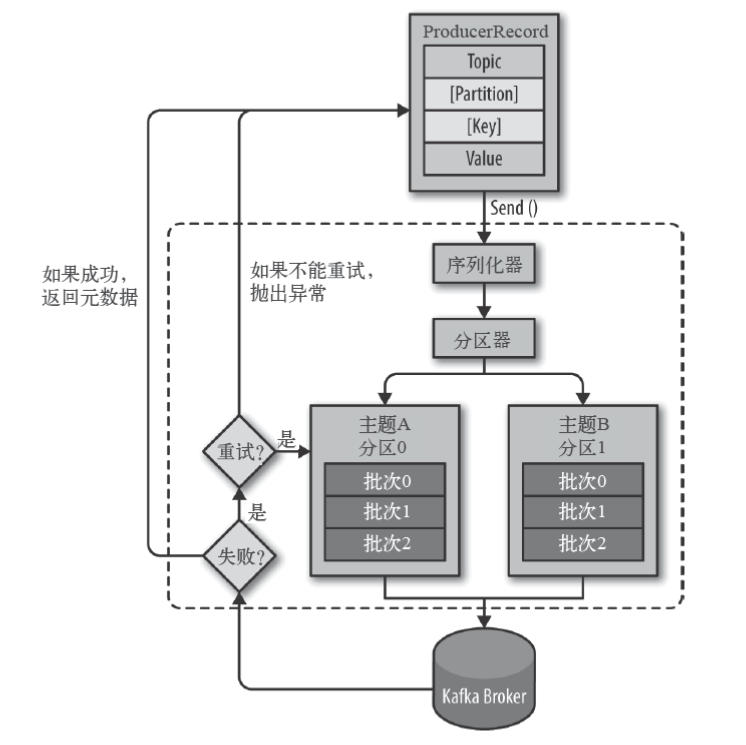 ProducerRecord
Topic
[Partition]
[Key]
Value
Send ()
序列化器
如果成功，
返回元数据
如果不能重试，
抛出异常
分区器
主题A
分区0
批次0
批次1
批次2
主题B
分区1
批次0
批次1
批次2
重试?
是
是
失败?
Kafka Broker